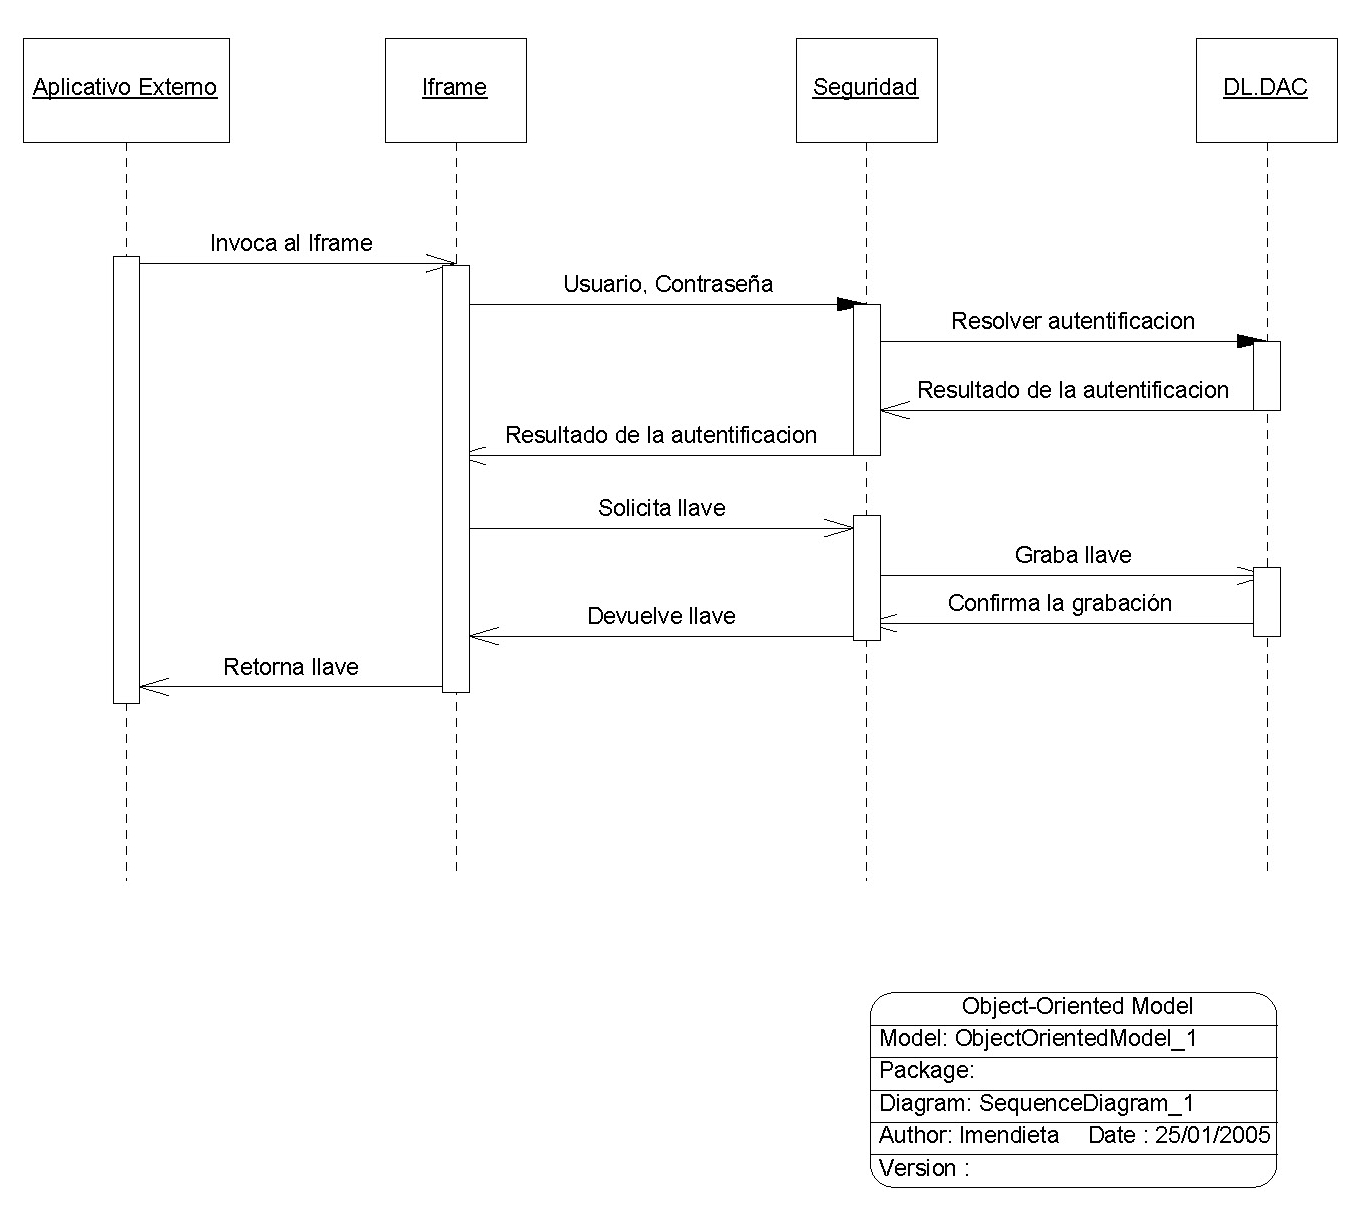 Aplicativo Externo
Iframe
Seguridad
DL.DAC
Invoca al Iframe
Usuario, Contraseña
Resolver autentificacion
Resultado de la autentificacion
Resultado de la autentificacion
Solicita llave
Graba llave
Confirma la grabación
Devuelve llave
Retorna llave
Object-Oriented Model
Model: ObjectOrientedModel_1
Package:
Diagram: SequenceDiagram_1
Author: lmendieta Date : 25/01/2005
Version :